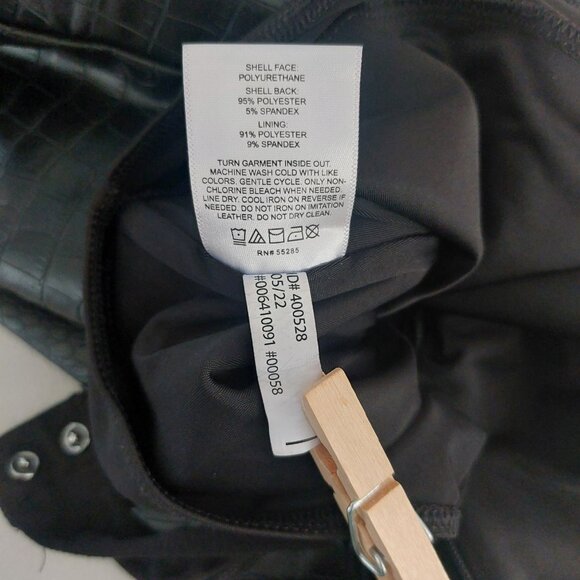 SHELL FACE:
POLYURETHANE
SHELL BACK:
95% POLYESTER
5% SPANDEX
LINING:
91% POLYESTER
9% SPANDEX
TURN GARMENT INSIDE OUT.
MACHINE WASH COLD WITH LIKE
COLORS. GENTLE CYCLE. ONLY NON-
CHLORINE BLEACH WHEN NEEDED.
LINE DRY. COOL IRON ON REVERSE IF
NEEDED. DO NOT IRON ON IMITATION
LEATHER. DO NOT DRY CLEAN.
RN# 55285
D# 400528
05/22
#006410091 #00058